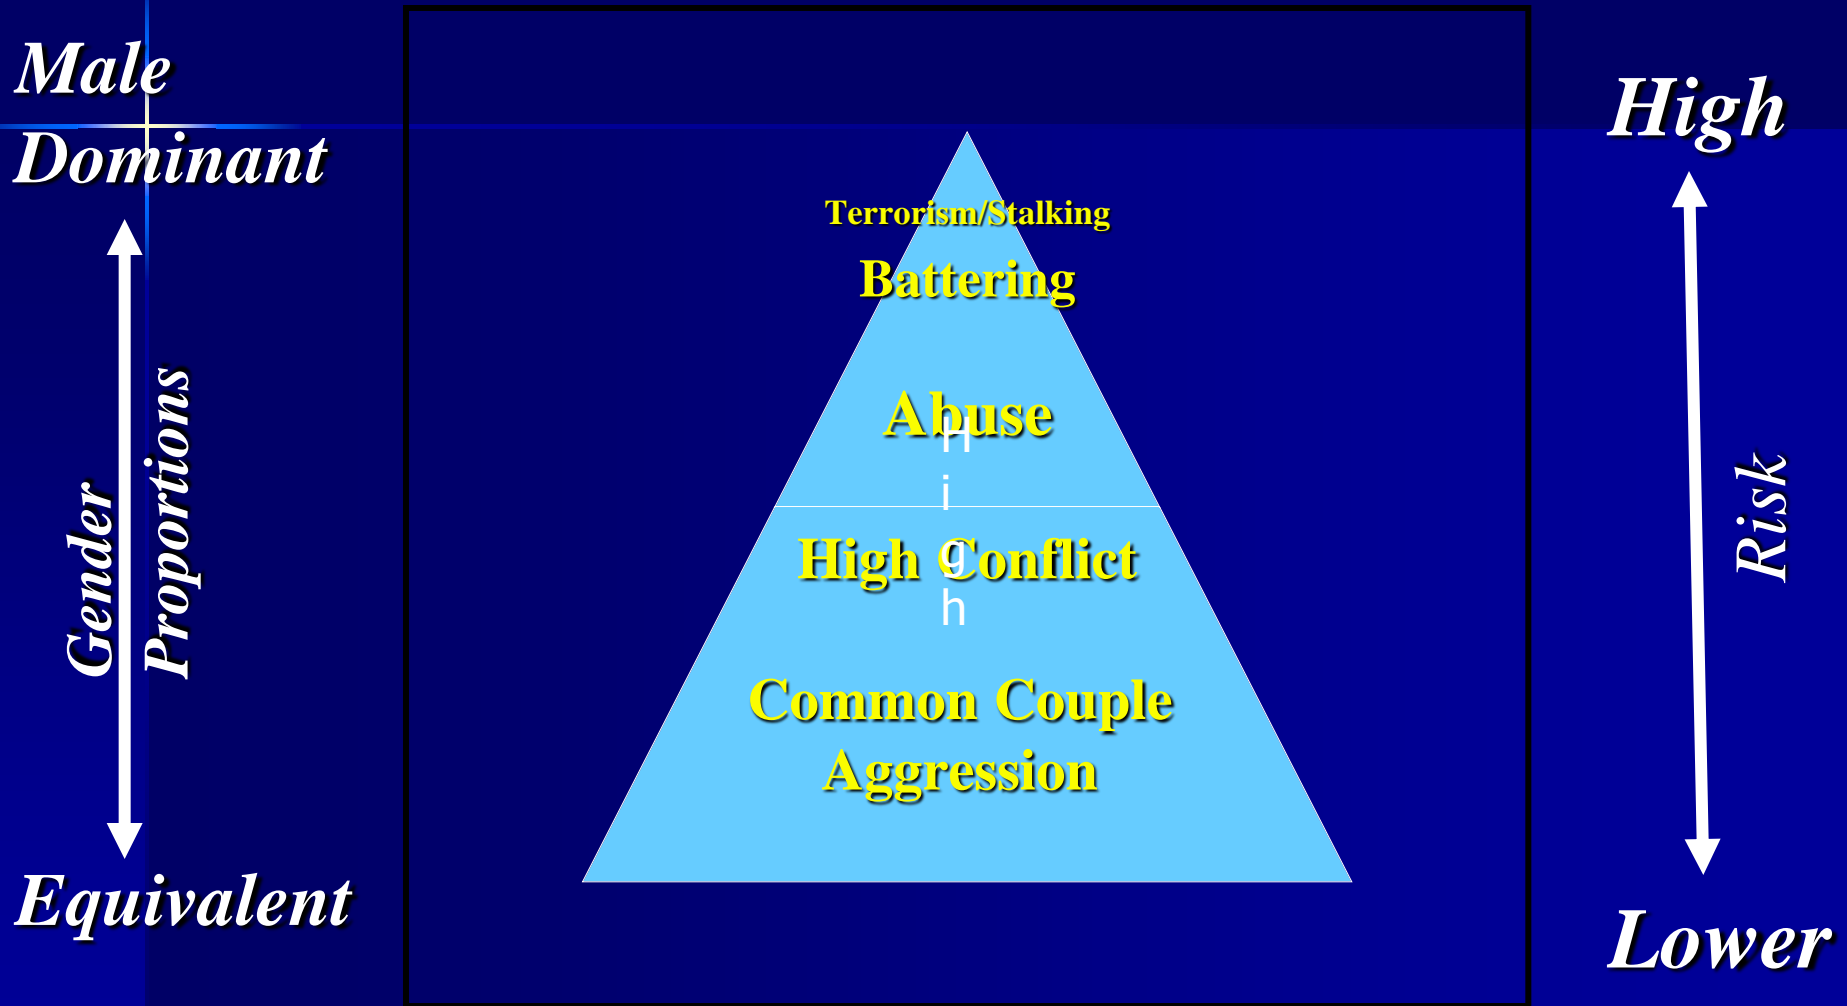 Male
Dominant
Gender
Proportions
Equivalent
Terrorism/Stalking
Battering
Abuse
H
i
g
h
High Conflict
Common Couple
Aggression
High
Risk
Lower